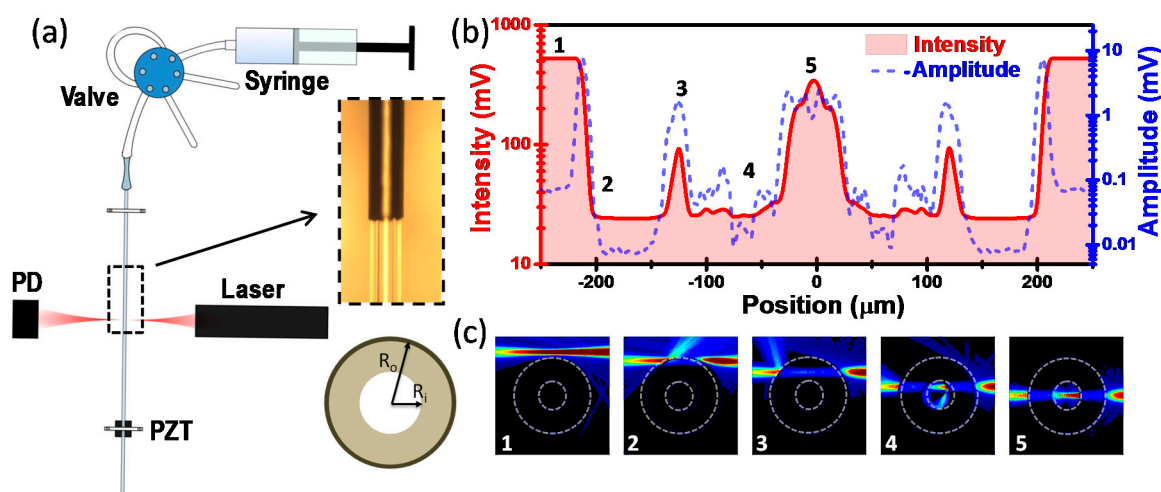 (a)
Valve
Syringe
PD
Laser
PZT
R_o
R_i
(b)
1000
100
10
Intensity (mV)
1
2
3
4
5
Intensity
Amplitude
10
1
0.1
0.01
Amplitude (mV)
-200
-100
0
100
200
Position (μm)
(c)
1
2
3
4
5